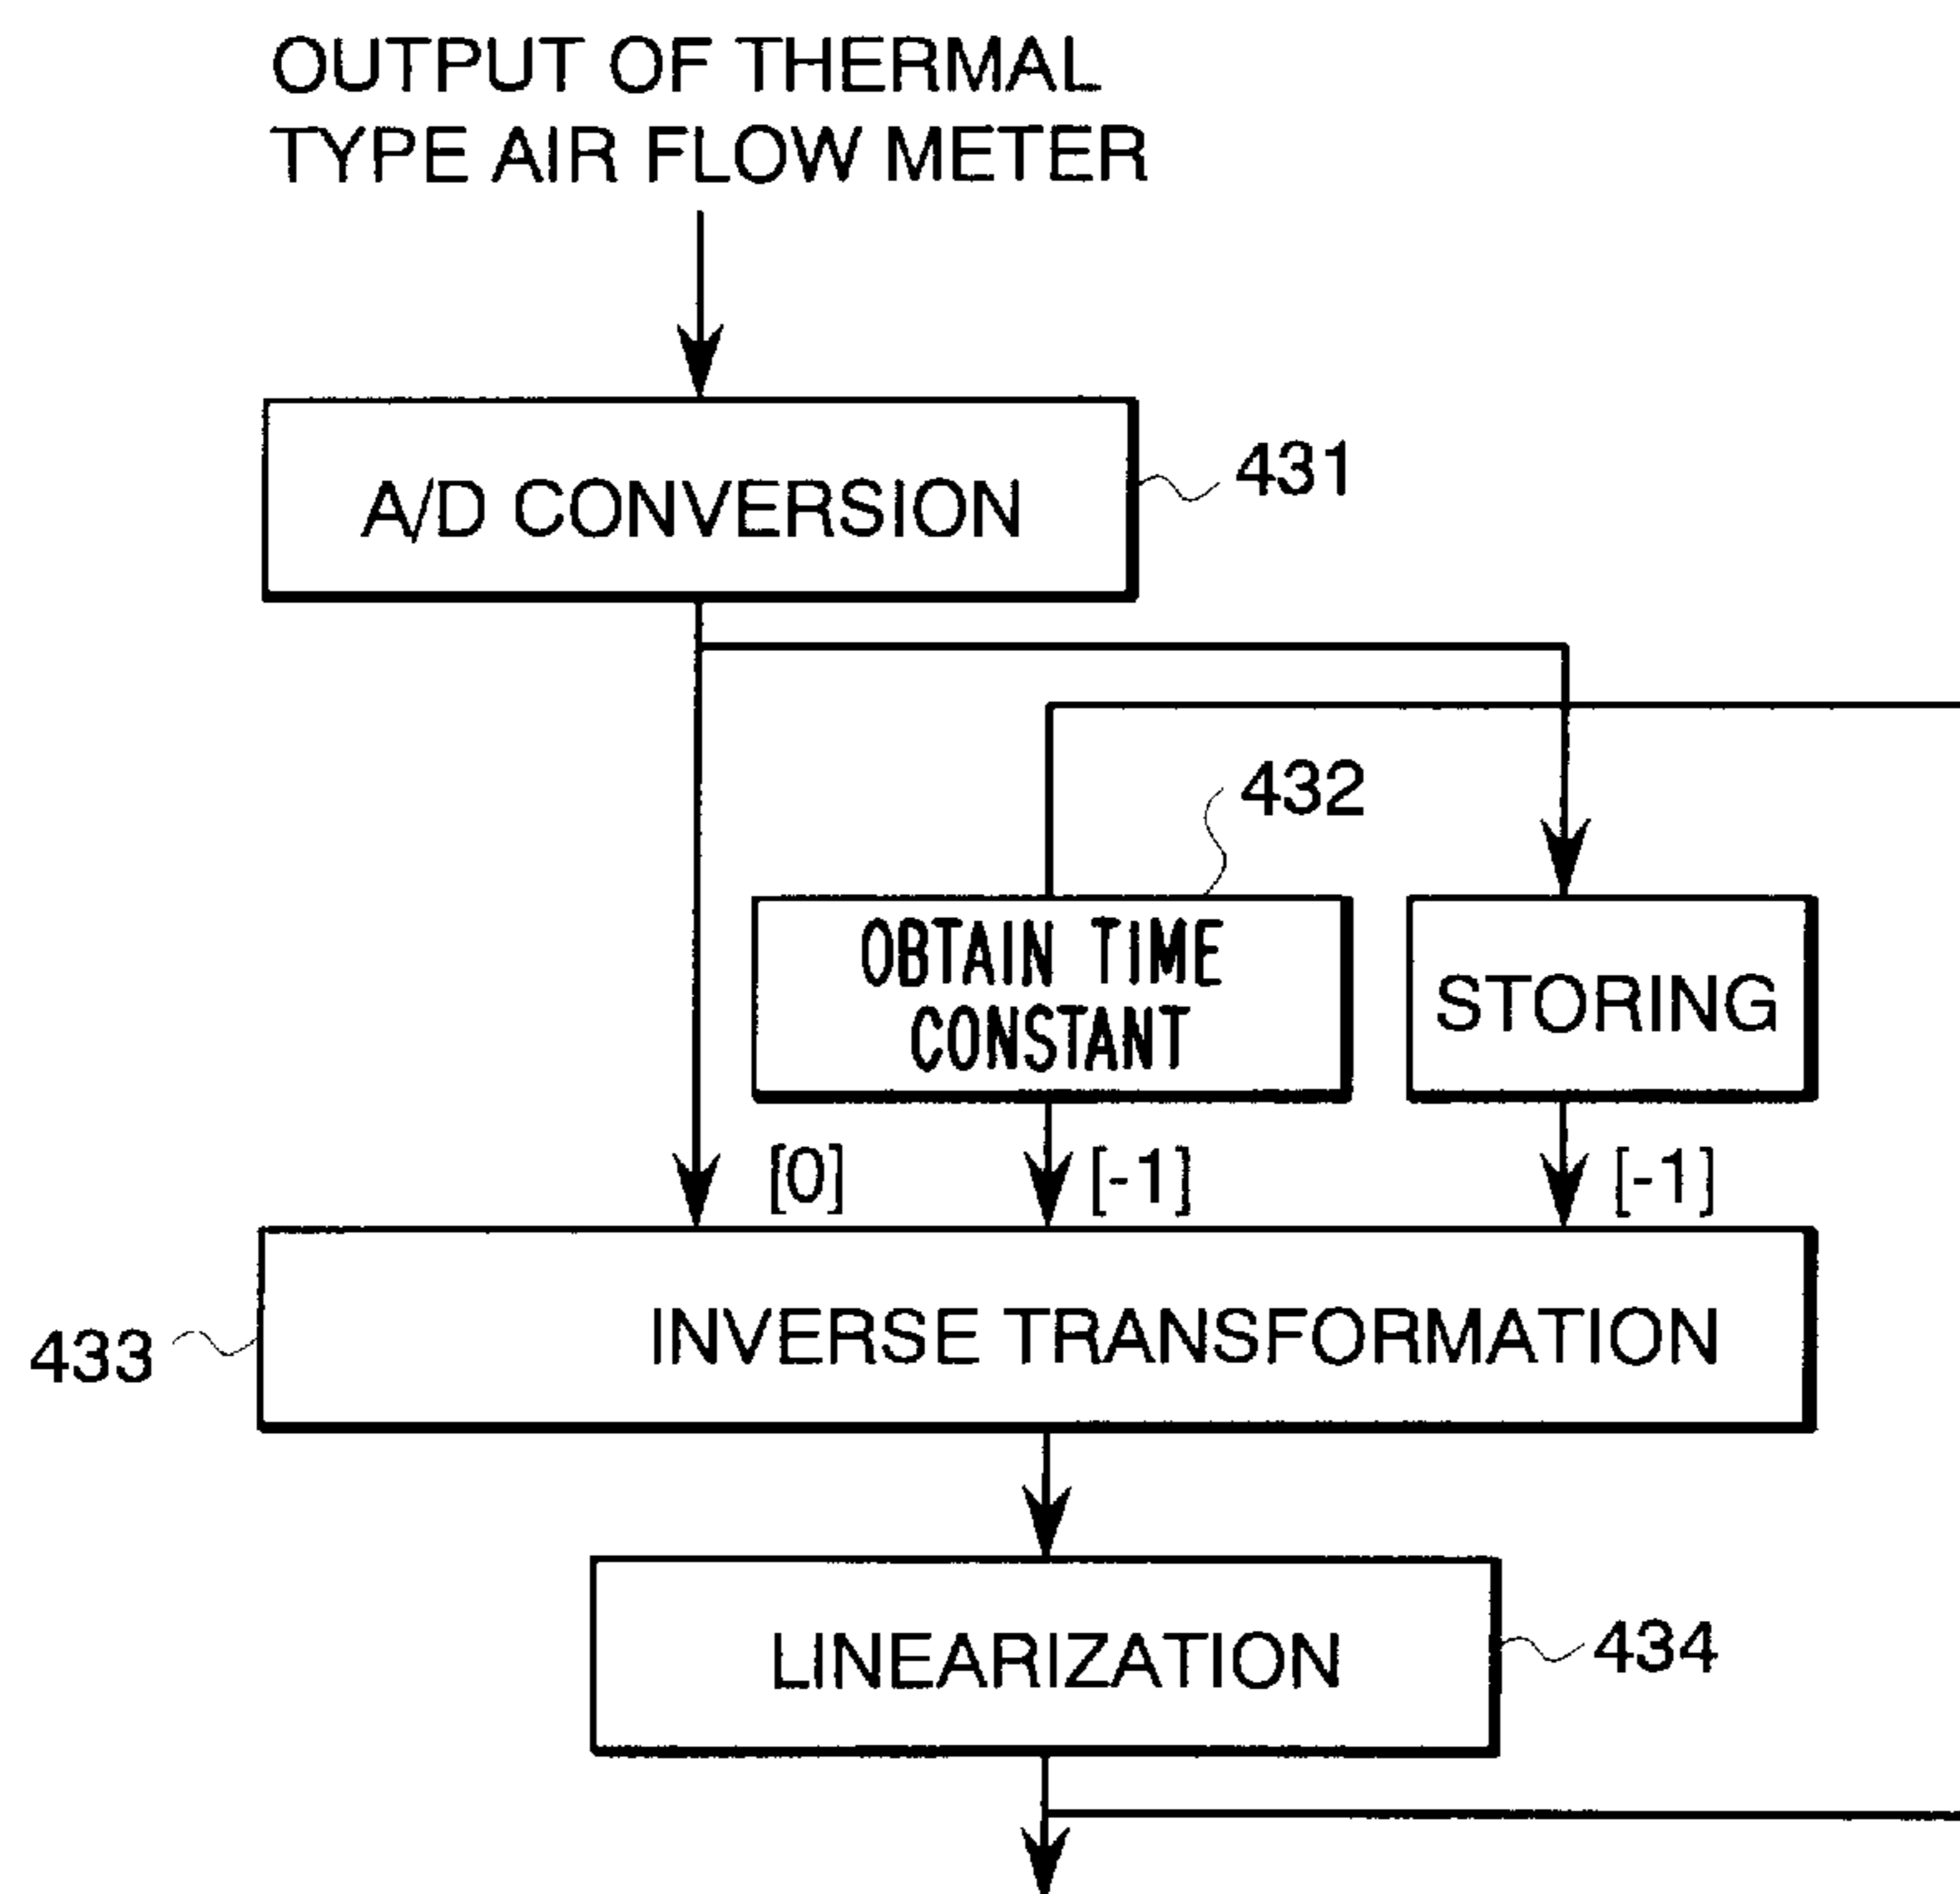 OUTPUT OF THERMAL
TYPE AIR FLOW METER
A/D CONVERSION
431
432
OBTAIN TIME
CONSTANT
STORING
[0]
[-1]
[-1]
INVERSE TRANSFORMATION
433
LINEARIZATION
434